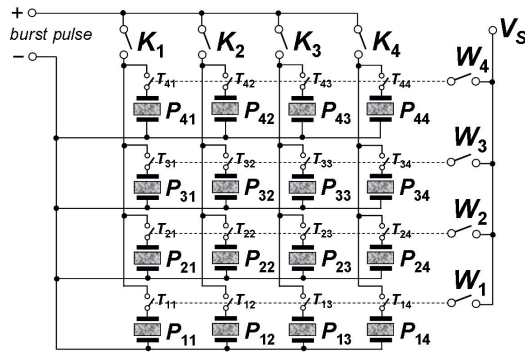 +
burst pulse
−
K1 K2 K3 K4 VS
T41 T42 T43 T44 W4
P41 P42 P43 P44
T31 T32 T33 T34 W3
P31 P32 P33 P34
T21 T22 T23 T24 W2
P21 P22 P23 P24
T11 T12 T13 T14 W1
P11 P12 P13 P14